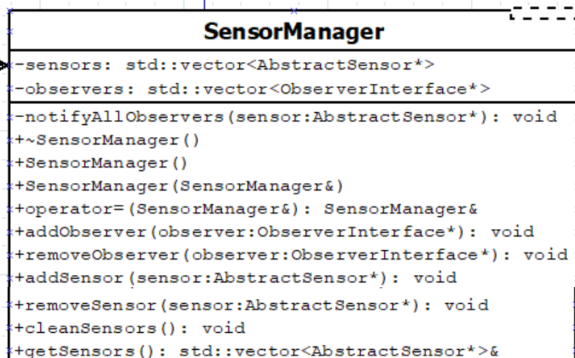 SensorManager
-sensors: std::vector<AbstractSensor*>
-observers: std::vector<ObserverInterface*>
-notifyAllObservers(sensor:AbstractSensor*): void
+~SensorManager()
+SensorManager()
+SensorManager(SensorManager&)
+operator=(SensorManager&): SensorManager&
+addObserver(observer:ObserverInterface*): void
+removeObserver(observer:ObserverInterface*): void
+addSensor(sensor:AbstractSensor*): void
+removeSensor(sensor:AbstractSensor*): void
+cleanSensors(): void
+getSensors(): std::vector<AbstractSensor*>&